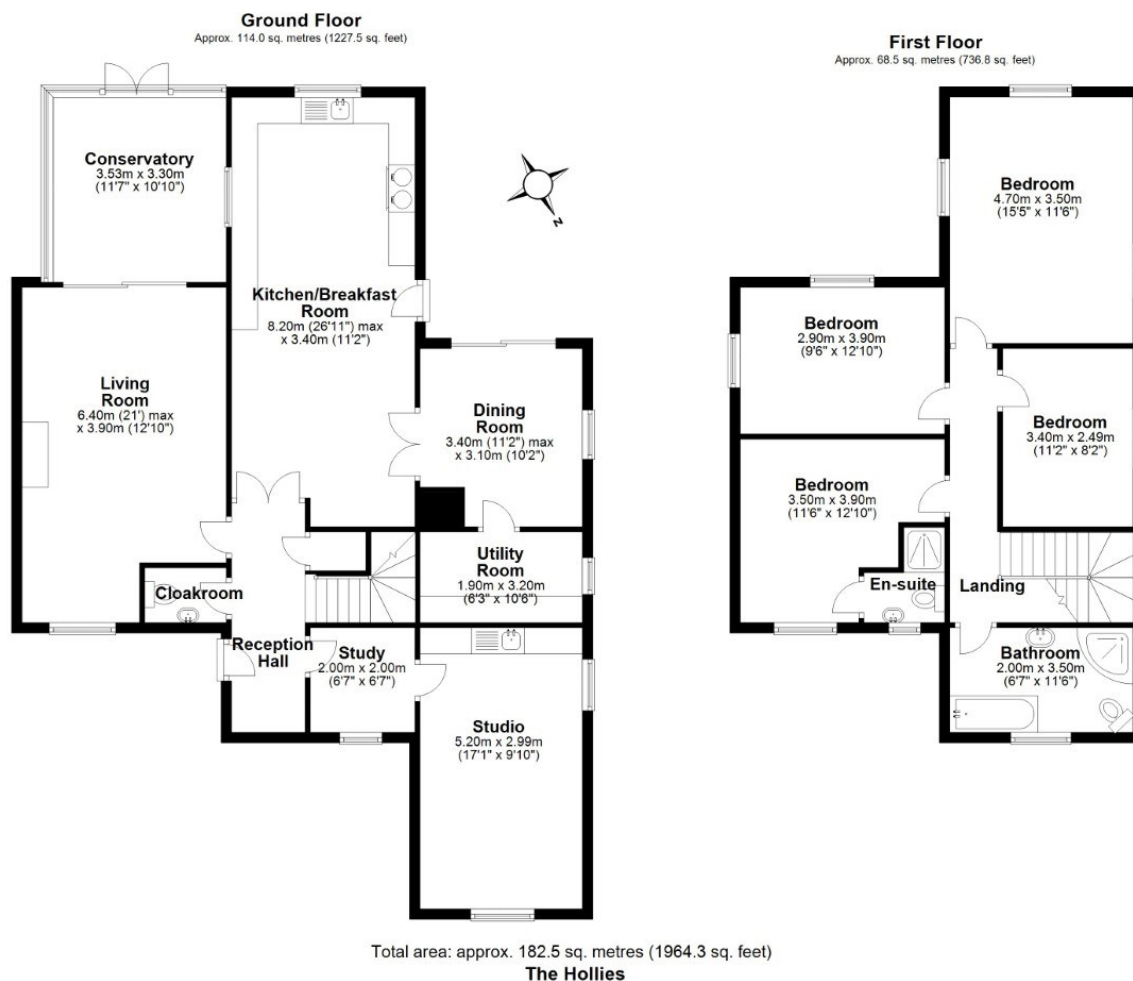 Ground Floor
Approx. 114.0 sq. metres (1227.5 sq. feet)
Conservatory
3.53m x 3.30m
(11'7" x 10'10")
Kitchen/Breakfast
Room
8.20m (26'11") max
x 3.40m (11'2")
Living
Room
6.40m (21') max
x 3.90m (12'10")
Dining
Room
3.40m (11'2") max
x 3.10m (10'2")
Utility
Room
1.90m x 3.20m
(6'3" x 10'6")
Cloakroom
Reception
Hall
Study
2.00m x 2.00m
(6'7" x 6'7")
Studio
5.20m x 2.99m
(17'1" x 9'10")
N
First Floor
Approx. 68.5 sq. metres (736.8 sq. feet)
Bedroom
4.70m x 3.50m
(15'5" x 11'6")
Bedroom
2.90m x 3.90m
(9'6" x 12'10")
Bedroom
3.40m x 2.49m
(11'2" x 8'2")
Bedroom
3.50m x 3.90m
(11'6" x 12'10")
En-suite
Landing
Bathroom
2.00m x 3.50m
(6'7" x 11'6")
Total area: approx. 182.5 sq. metres (1964.3 sq. feet)
The Hollies